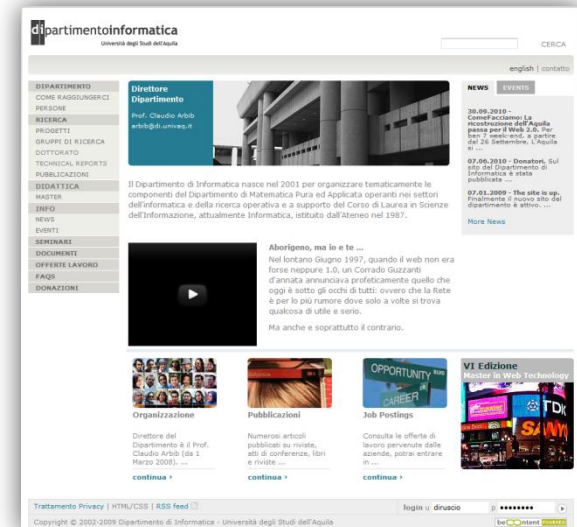 dipartimentoinformatica
Università degli Studi dell'Aquila
CERCA
english | contatto
DIPARTIMENTO
COME RAGGIUNGERCI
PERSONE
RICERCA
PROGETTI
GRUPPI DI RICERCA
DOTTORATO
TECHNICAL REPORTS
PUBBLICAZIONI
DIDATTICA
MASTER
INFO
NEWS
EVENTI
SEMINARI
DOCUMENTI
OFFERTE LAVORO
FAQS
DONAZIONI
Direttore
Dipartimento
Prof. Claudio Arbib
arbib@di.univaq.it
Il Dipartimento di Informatica nasce nel 2001 per organizzare tematicamente le
componenti del Dipartimento di Matematica Pura ed Applicata operanti nei settori
dell'informatica e della ricerca operativa e a supporto del Corso di Laurea in Scienze
dell'Informazione, attualmente Informatica, istituito dall'Ateneo nel 1987.
Aborigeno, ma io e te ...
Nel lontano Giugno 1997, quando il web non era
forse neppure 1.0, un Corrado Guzzanti
d'annata annunciava profeticamente quello che
oggi è sotto gli occhi di tutti: ovvero che la Rete
è per lo più rumore dove solo a volte si trova
qualcosa di utile e serio.
Ma anche e soprattutto il contrario.
NEWS EVENTS
30.09.2010 -
ComeFacciamo: La
ricostruzione dell'Aquila
passa per il Web 2.0. Per
ben 7 week-end, a partire
dal 26 Settembre, L'Aquila
si ...
07.06.2010 - Donatori. Sul
sito del Dipartimento di
Informatica è stata
pubblicata ...
07.01.2009 - The site is up.
Finalmente il nuovo sito del
dipartimento è attivo. ...
More News
Organizzazione
Direttore del
Dipartimento è il Prof.
Claudio Arbib (da 1
Marzo 2008). ...
continua ›
Pubblicazioni
Numerosi articoli
pubblicati su riviste,
atti di conferenze, libri
e riviste ...
continua ›
OPPORTUNITY BLVD
CAREER
Job Postings
Consulta le offerta di
lavoro pervenute dalle
aziende, potrai entrare
in ...
continua ›
VI Edizione
Master in Web Technology
TDK
Trattamento Privacy | HTML/CSS | RSS feed
login u diruscio p ••••••••
Copyright © 2002-2009 Dipartimento di Informatica - Università degli Studi dell'Aquila